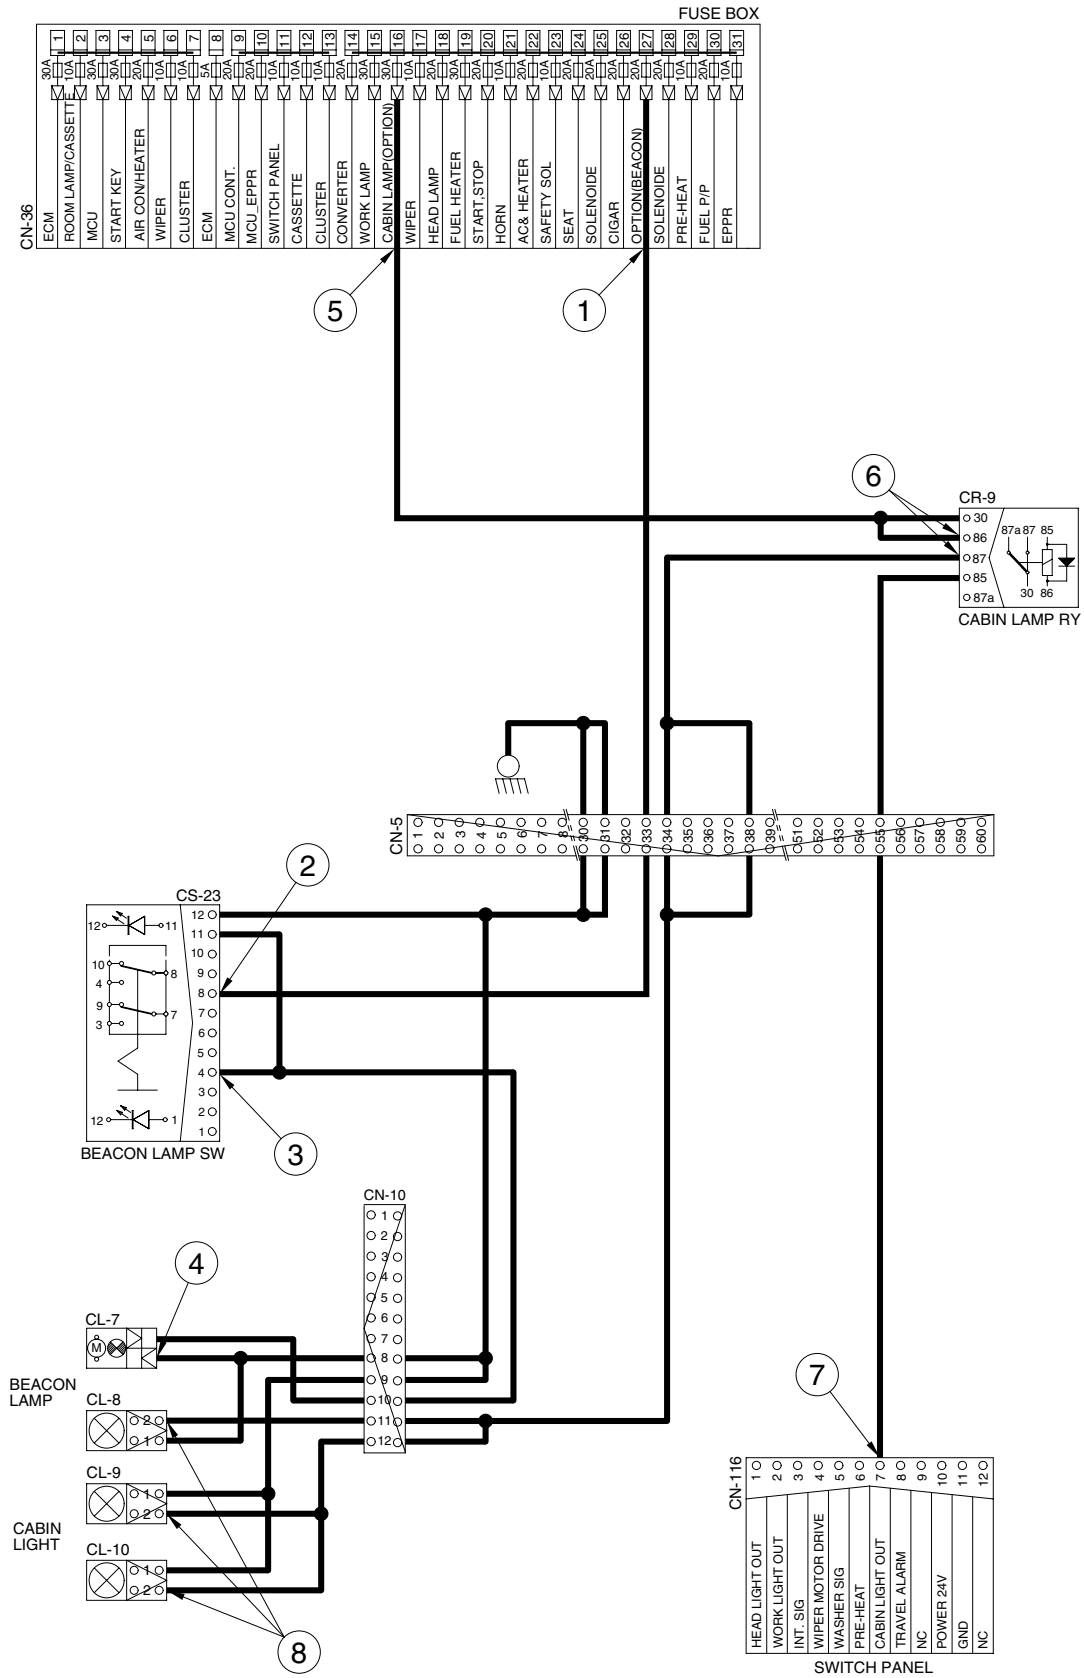 FUSE BOX
1 2 3 4 5 6 7 8 9 10 11 12 13 14 15 16 17 18 19 20 21 22 23 24 25 26 27 28 29 30 31
30A 10A 30A 30A 20A 10A 10A 5A 20A 20A 10A 10A 10A 20A 30A 20A 20A 20A 30A 20A 10A 20A 20A 10A 20A 20A 20A 20A 10A 20A 10A
CN-36
ECM
ROOM LAMP/CASSETTE
MCU
START KEY
AIR CON/HEATER
WIPER
CLUSTER
ECM
MCU CONT.
MCU_EPPR
SWITCH PANEL
CASSETTE
CLUSTER
CONVERTER
WORK LAMP
CABIN LAMP(OPTION)
WIPER
HEAD LAMP
FUEL HEATER
START,STOP
HORN
AC& HEATER
SAFETY SOL
SEAT
SOLENOIDE
CIGAR
OPTION(BEACON)
SOLENOIDE
PRE-HEAT
FUEL P/P
EPPR
5
1
6
CR-9
30
86
87
85
87a
87a 87 85
30 86
CABIN LAMP RY
CN-5
1 2 3 4 5 6 7 8 30 31 32 33 34 35 36 37 38 39 51 52 53 54 55 56 57 58 59 60
2
CS-23
12
11
10
9
8
7
6
5
4
3
2
1
12 11
10 8
4
9 7
3
12 1
BEACON LAMP SW
3
CN-10
1
2
3
4
5
6
7
8
9
10
11
12
4
CL-7
M
BEACON
LAMP
CL-8
2
1
CL-9
1
2
CABIN
LIGHT
CL-10
1
2
8
7
CN-116
1 2 3 4 5 6 7 8 9 10 11 12
HEAD LIGHT OUT
WORK LIGHT OUT
INT. SIG
WIPER MOTOR DRIVE
WASHER SIG
PRE-HEAT
CABIN LIGHT OUT
TRAVEL ALARM
NC
POWER 24V
GND
NC
SWITCH PANEL